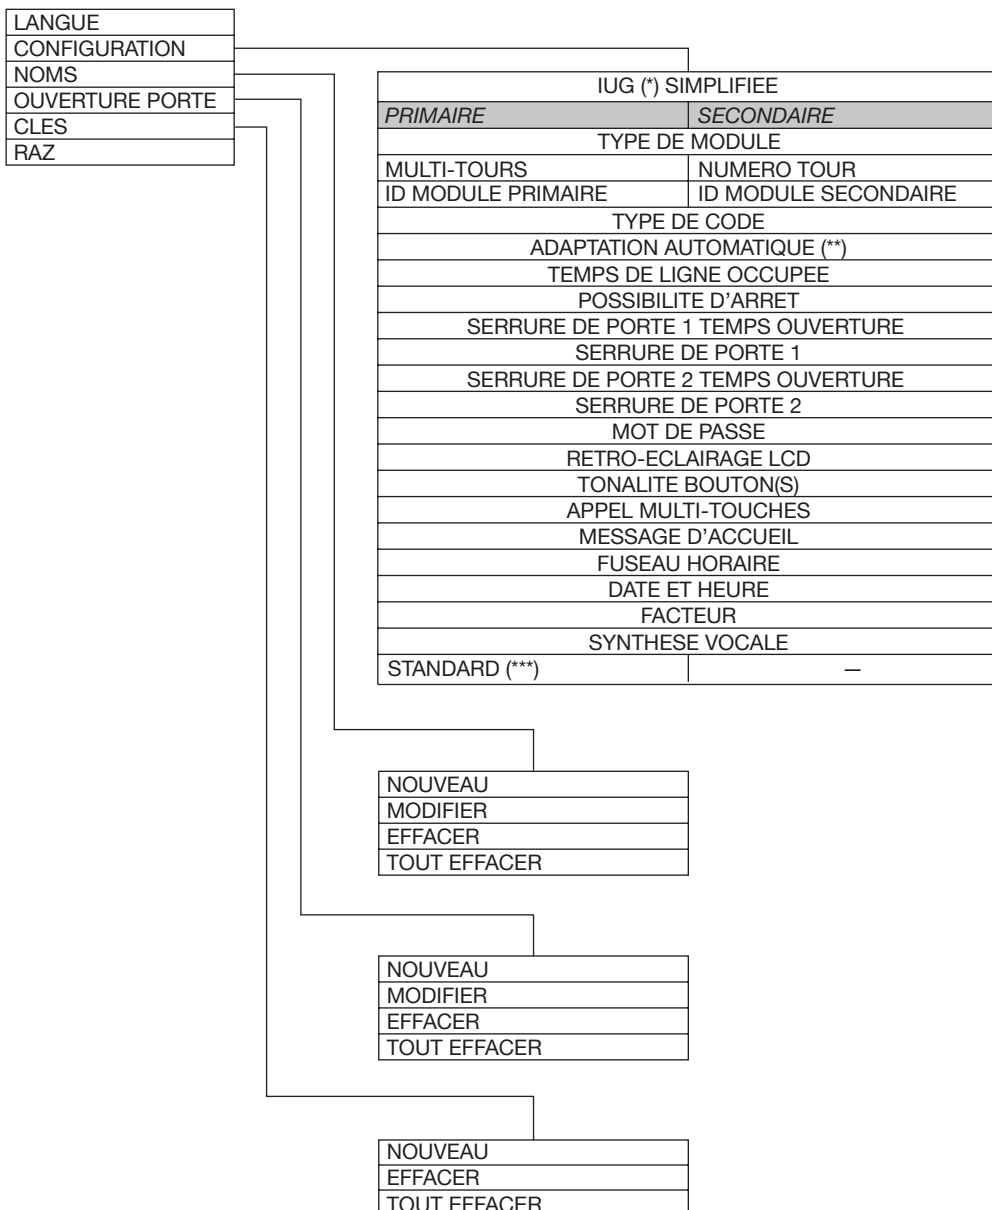 LANGUE
CONFIGURATION
NOMS
OUVERTURE PORTE
CLES
RAZ
IUG (*) SIMPLIFIEE
PRIMAIRE SECONDAIRE
TYPE DE MODULE
MULTI-TOURS NUMERO TOUR
ID MODULE PRIMAIRE ID MODULE SECONDAIRE
TYPE DE CODE
ADAPTATION AUTOMATIQUE (**)
TEMPS DE LIGNE OCCUPEE
POSSIBILITE D'ARRET
SERRURE DE PORTE 1 TEMPS OUVERTURE
SERRURE DE PORTE 1
SERRURE DE PORTE 2 TEMPS OUVERTURE
SERRURE DE PORTE 2
MOT DE PASSE
RETRO-ECLAIRAGE LCD
TONALITE BOUTON(S)
APPEL MULTI-TOUCHES
MESSAGE D'ACCUEIL
FUSEAU HORAIRE
DATE ET HEURE
FACTEUR
SYNTHESE VOCALE
STANDARD (***) —
NOUVEAU
MODIFIER
EFFACER
TOUT EFFACER
NOUVEAU
MODIFIER
EFFACER
TOUT EFFACER
NOUVEAU
EFFACER
TOUT EFFACER